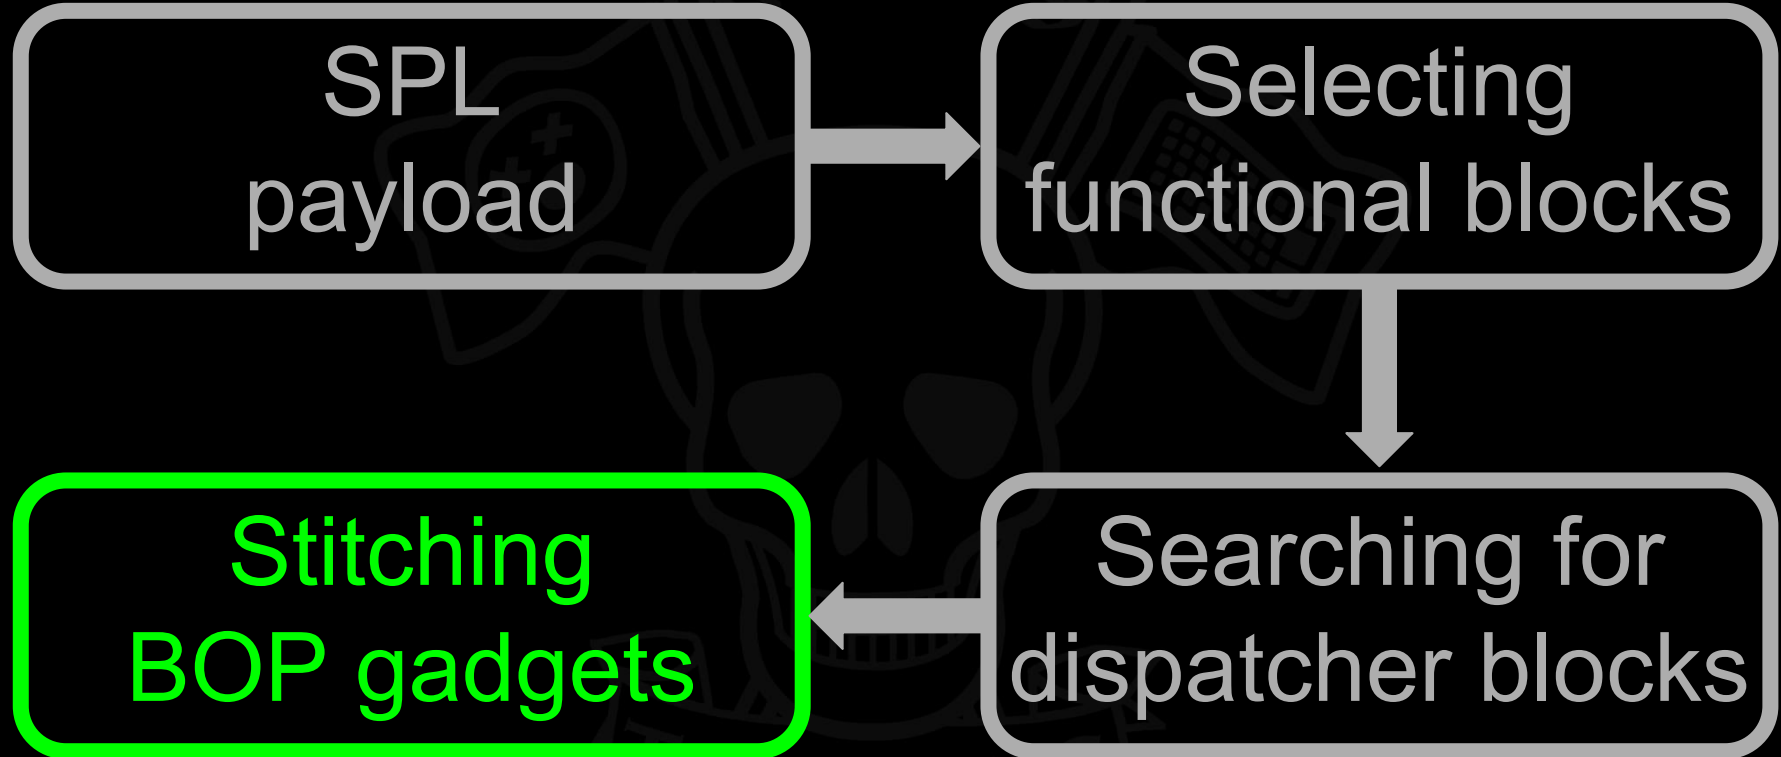 SPL
payload
Selecting
functional blocks
Searching for
dispatcher blocks
Stitching
BOP gadgets